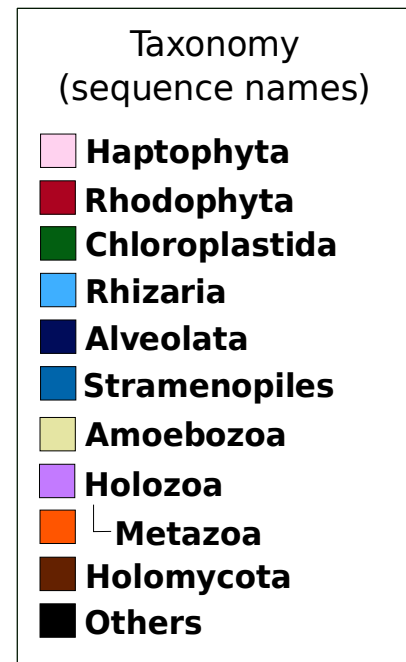 Taxonomy
(sequence names)
Haptophyta
Rhodophyta
Chloroplastida
Rhizaria
Alveolata
Stramenopiles
Amoebozoa
Holozoa
Metazoa
Holomycota
Others